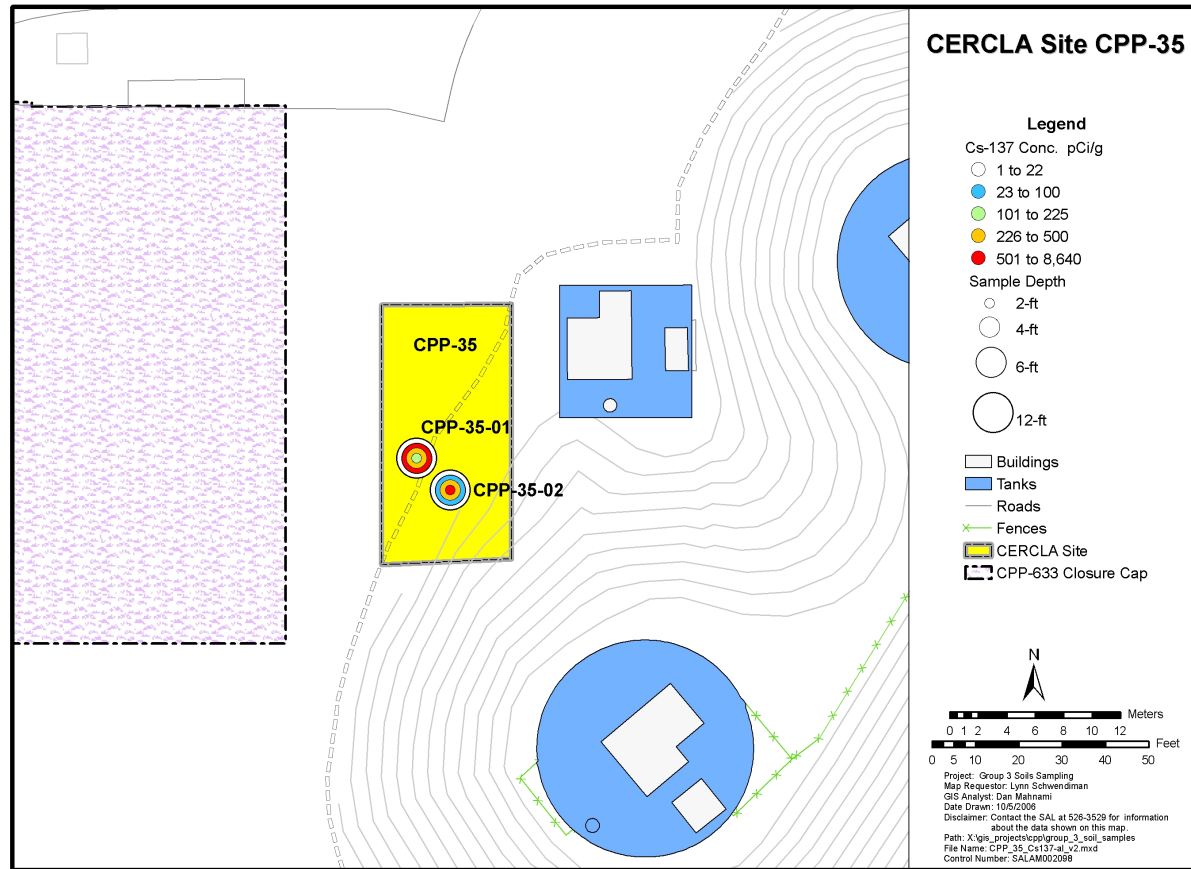 CERCLA Site CPP-35
Legend
Cs-137 Conc. pCi/g
1 to 22
23 to 100
101 to 225
226 to 500
501 to 8,640
Sample Depth
2-ft
4-ft
6-ft
12-ft
Buildings
Tanks
Roads
Fences
CERCLA Site
CPP-633 Closure Cap
CPP-35
CPP-35-01
CPP-35-02
N
Meters
0 1 2 4 6 8 10 12
Feet
0 5 10 20 30 40 50
Project: Group 3 Soils Sampling
Map Requestor: Lynn Schwendiman
GIS Analyst: Dan Mahnami
Date Drawn: 10/5/2006
Disclaimer: Contact the SAL at 526-3529 for information
about the data shown on this map.
Path: X:\gis_projects\cpp\group_3_soil_samples
File Name: CPP_35_Cs137-al_v2.mxd
Control Number: SALAM002098